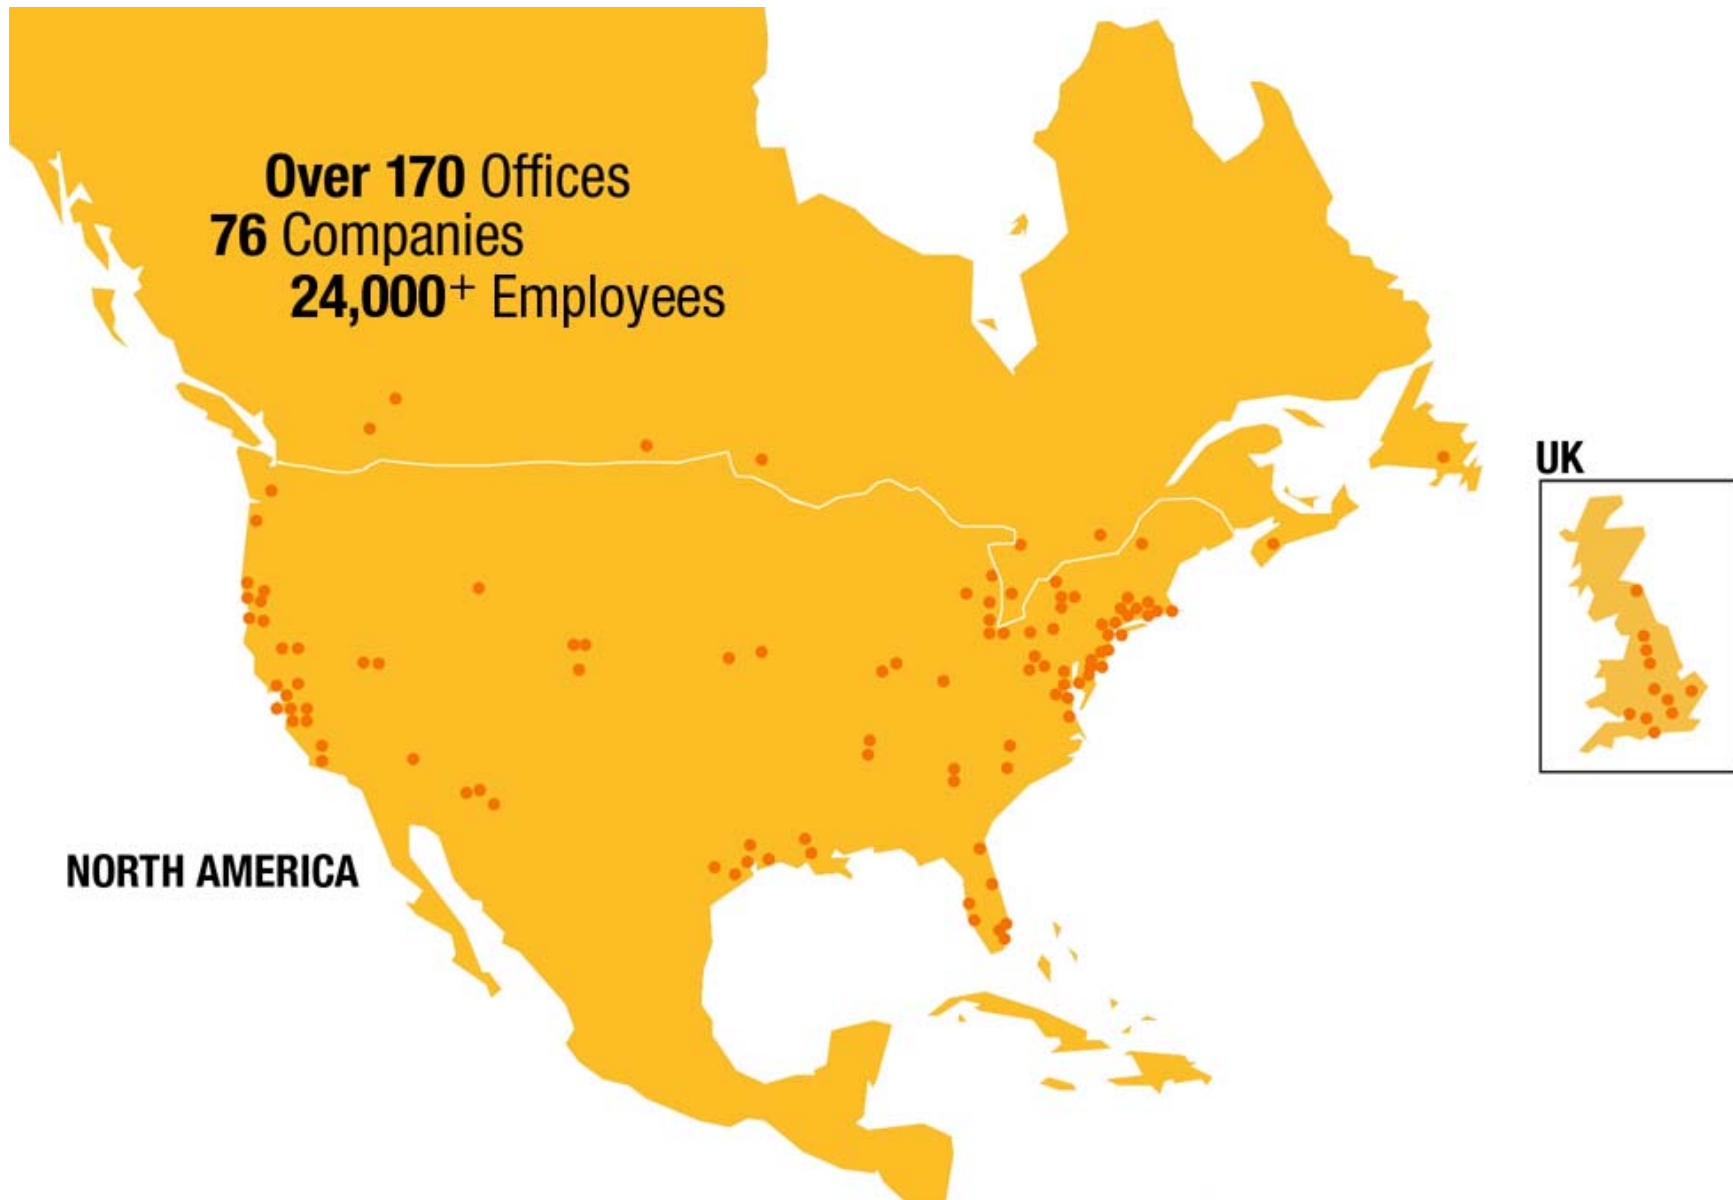 Over 170 Offices
76 Companies
24,000+ Employees
UK
NORTH AMERICA